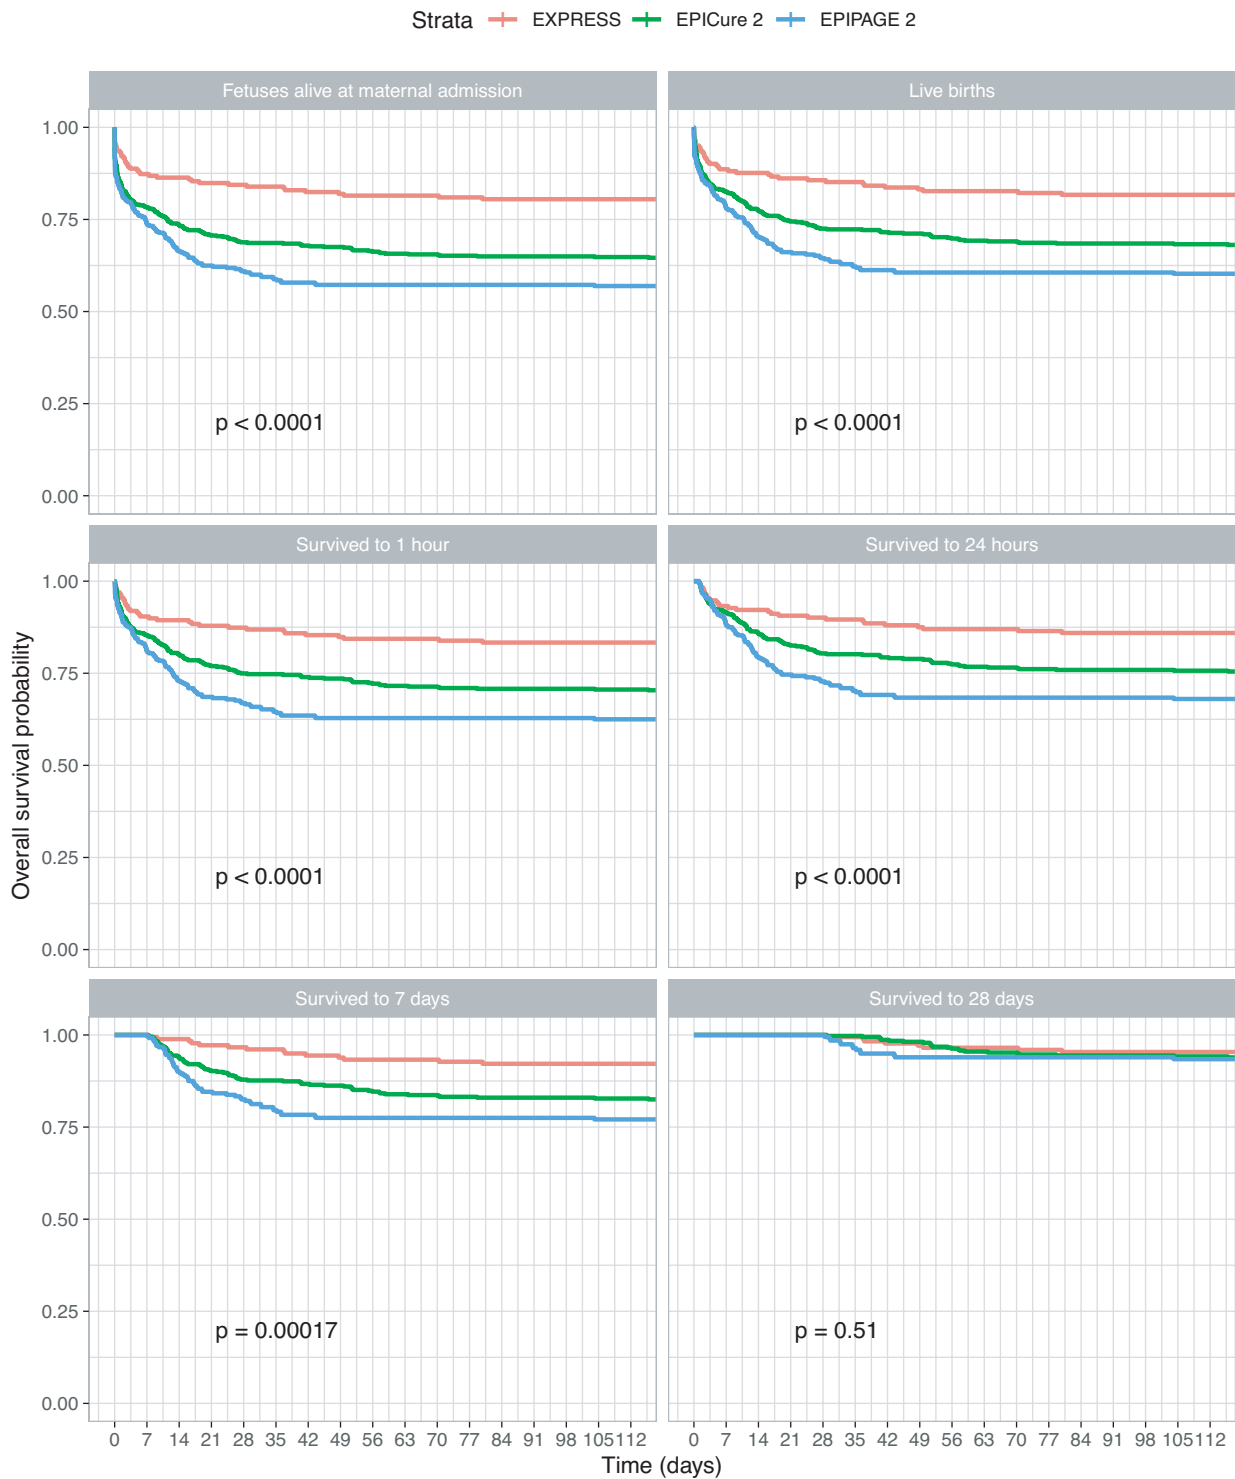 Strata EXPRESS EPICure 2 EPIPAGE 2
Fetuses alive at maternal admission
Live births
1.00
0.75
0.50
0.25
0.00
p < 0.0001
p < 0.0001
Survived to 1 hour
Survived to 24 hours
1.00
0.75
0.50
0.25
0.00
p < 0.0001
p < 0.0001
Overall survival probability
Survived to 7 days
Survived to 28 days
1.00
0.75
0.50
0.25
0.00
p = 0.00017
p = 0.51
0 7 14 21 28 35 42 49 56 63 70 77 84 91 98 105 112
0 7 14 21 28 35 42 49 56 63 70 77 84 91 98 105 112
Time (days)